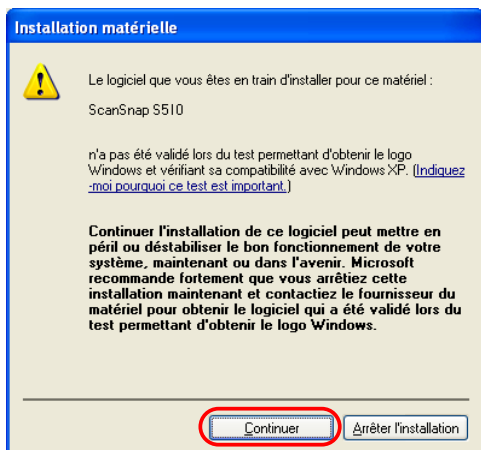 Installation matérielle
Le logiciel que vous êtes en train d'installer pour ce matériel :
ScanSnap S510
n'a pas été validé lors du test permettant d'obtenir le logo
Windows et vérifiant sa compatibilité avec Windows XP. (Indiquez
-moi pourquoi ce test est important.)
Continuer l'installation de ce logiciel peut mettre en
péril ou déstabiliser le bon fonctionnement de votre
système, maintenant ou dans l'avenir. Microsoft
recommande fortement que vous arrêtiez cette
installation maintenant et contactiez le fournisseur du
matériel pour obtenir le logiciel qui a été validé lors du
test permettant d'obtenir le logo Windows.
Continuer
Arrêter l'installation